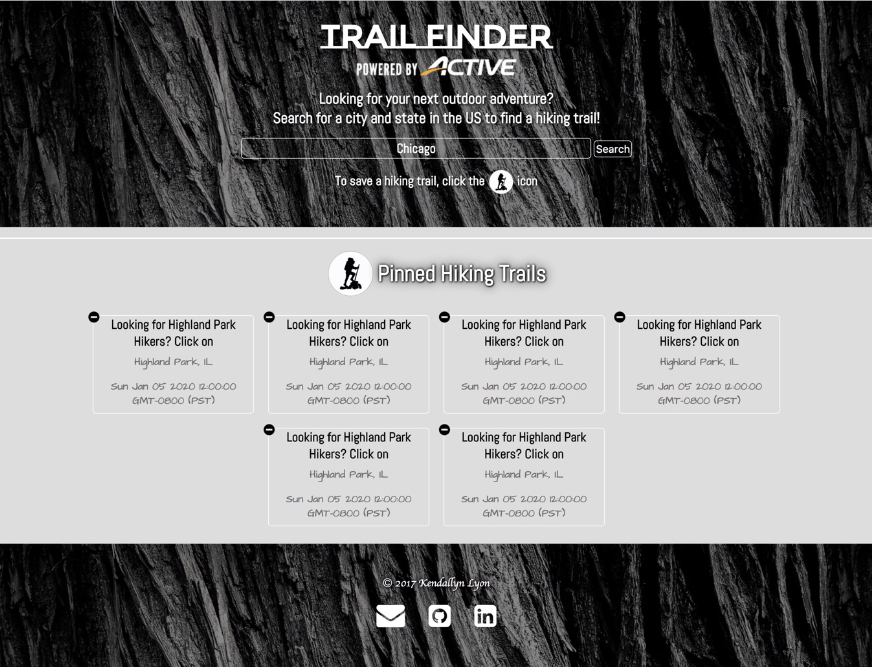 TRAIL FINDER
POWERED BY ACTIVE
Looking for your next outdoor adventure?
Search for a city and state in the US to find a hiking trail!
Chicago
Search
To save a hiking trail, click the icon
Pinned Hiking Trails
Looking for Highland Park
Hikers? Click on
Highland Park, IL
Sun Jan 05 2020 12:00:00
GMT-0800 (PST)
Looking for Highland Park
Hikers? Click on
Highland Park, IL
Sun Jan 05 2020 12:00:00
GMT-0800 (PST)
Looking for Highland Park
Hikers? Click on
Highland Park, IL
Sun Jan 05 2020 12:00:00
GMT-0800 (PST)
Looking for Highland Park
Hikers? Click on
Highland Park, IL
Sun Jan 05 2020 12:00:00
GMT-0800 (PST)
Looking for Highland Park
Hikers? Click on
Highland Park, IL
Sun Jan 05 2020 12:00:00
GMT-0800 (PST)
Looking for Highland Park
Hikers? Click on
Highland Park, IL
Sun Jan 05 2020 12:00:00
GMT-0800 (PST)
© 2017 Kendallyn Lyon
in